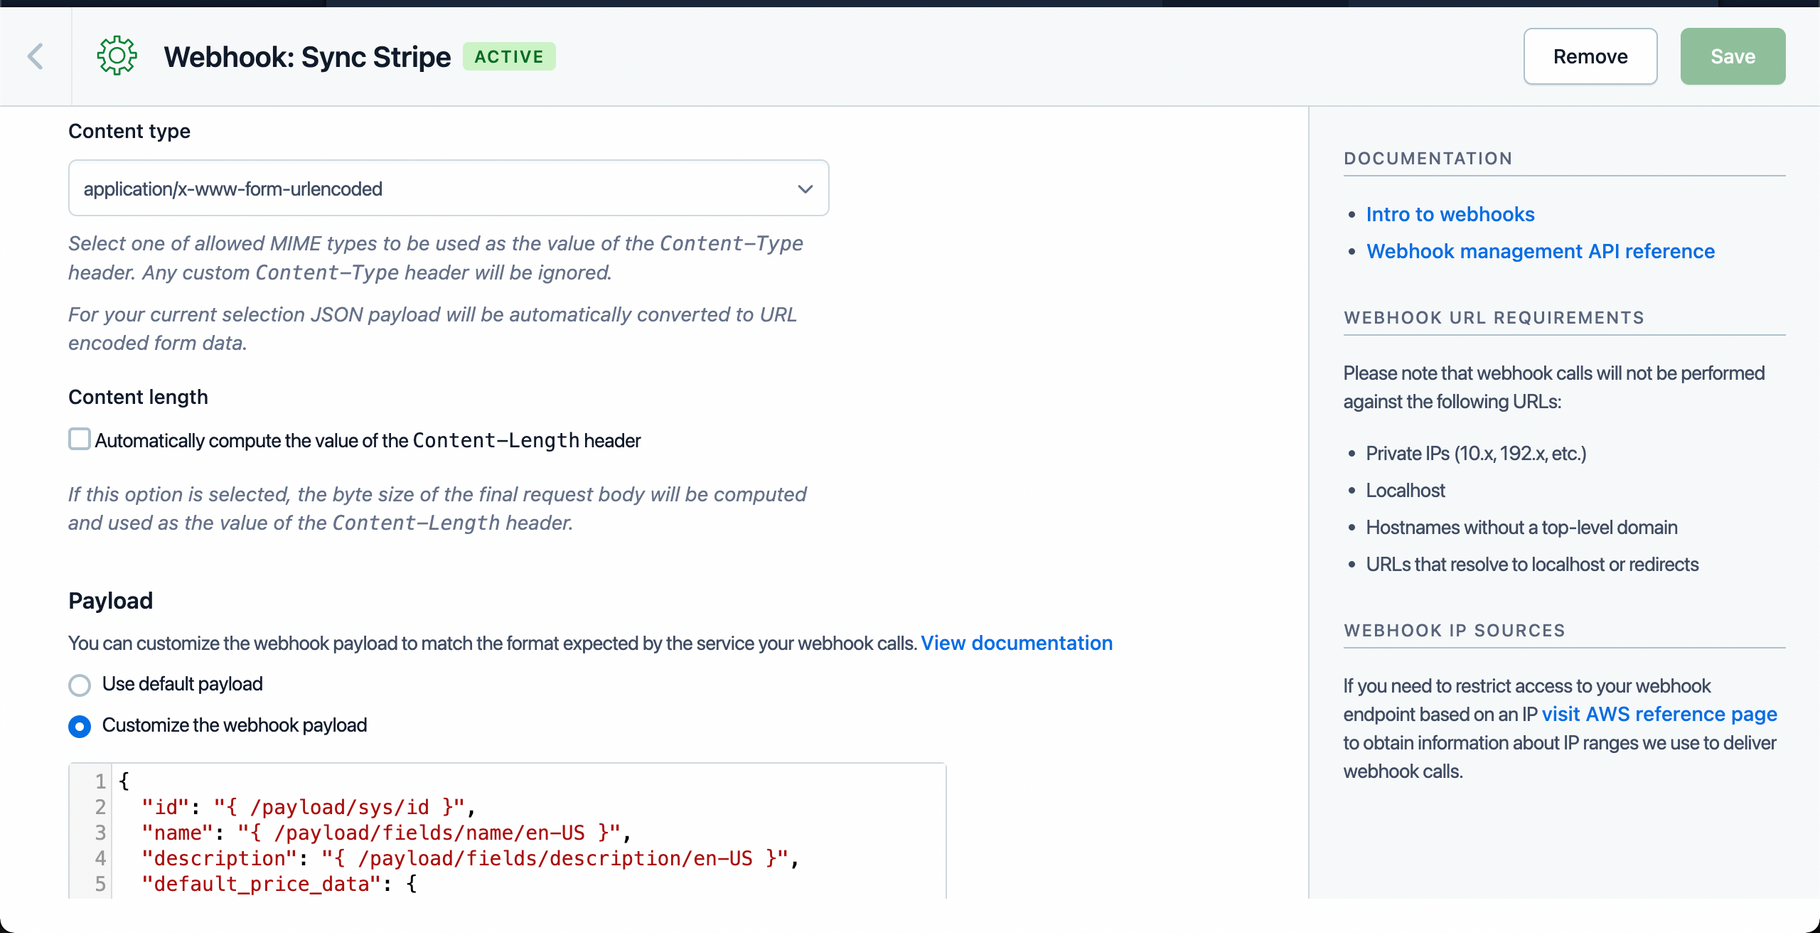 Webhook: Sync Stripe ACTIVE
Remove Save
Content type
application/x-www-form-urlencoded
Select one of allowed MIME types to be used as the value of the Content-Type
header. Any custom Content-Type header will be ignored.
For your current selection JSON payload will be automatically converted to URL
encoded form data.
Content length
Automatically compute the value of the Content-Length header
If this option is selected, the byte size of the final request body will be computed
and used as the value of the Content-Length header.
Payload
You can customize the webhook payload to match the format expected by the service your webhook calls. View documentation
Use default payload
Customize the webhook payload
1 {
2 "id": "{ /payload/sys/id }",
3 "name": "{ /payload/fields/name/en-US }",
4 "description": "{ /payload/fields/description/en-US }",
5 "default_price_data": {
DOCUMENTATION
• Intro to webhooks
• Webhook management API reference
WEBHOOK URL REQUIREMENTS
Please note that webhook calls will not be performed
against the following URLs:
• Private IPs (10.x, 192.x, etc.)
• Localhost
• Hostnames without a top-level domain
• URLs that resolve to localhost or redirects
WEBHOOK IP SOURCES
If you need to restrict access to your webhook
endpoint based on an IP visit AWS reference page
to obtain information about IP ranges we use to deliver
webhook calls.